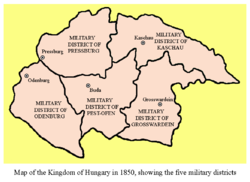 MILITARY
DISTRICT OF
PRESSBURG
Pressburg
Kaschau
MILITARY
DISTRICT OF
KASCHAU
Odenburg
Buda
MILITARY
DISTRICT OF
ODENBURG
MILITARY
DISTRICT OF
PEST-OFEN
Grosswardein
MILITARY
DISTRICT OF
GROSSWARDEIN
Map of the Kingdom of Hungary in 1850, showing the five military districts